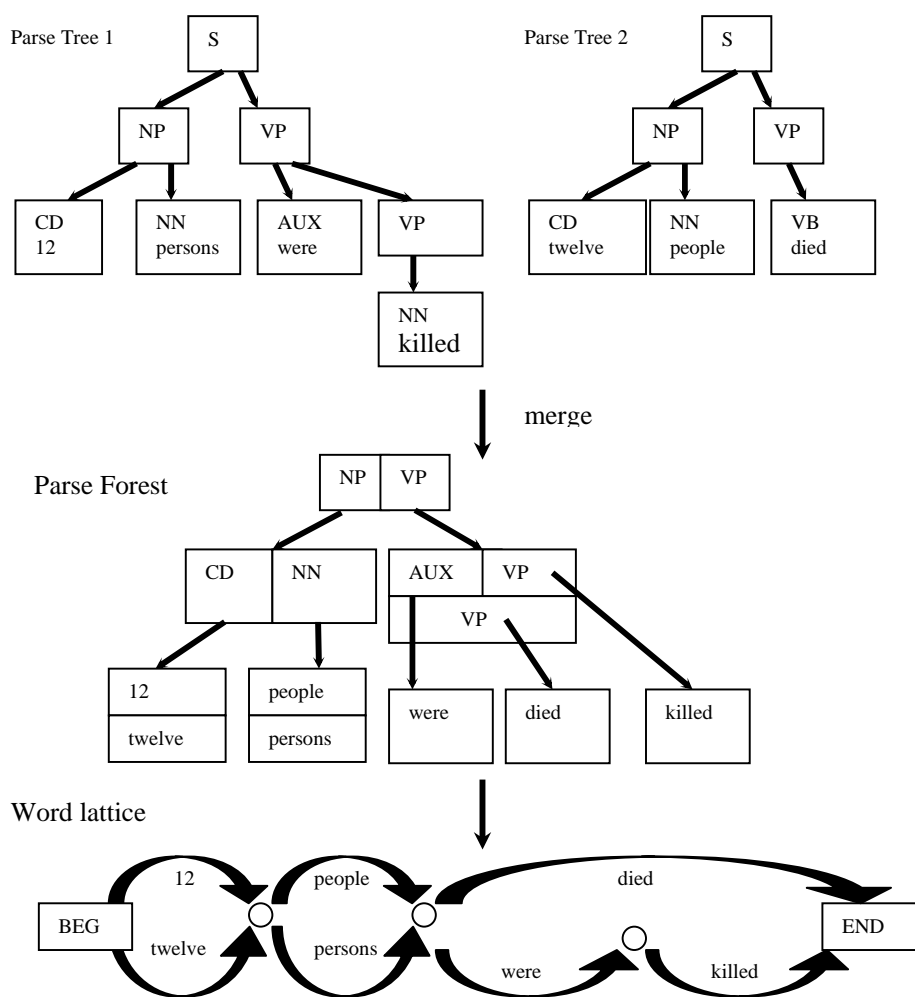 Parse Tree 1
S
Parse Tree 2
S
NP
VP
NP
VP
CD
12
NN
persons
AUX
were
VP
CD
twelve
NN
people
VB
died
NN
killed
merge
Parse Forest
NP VP
CD NN
AUX VP
VP
12
twelve
people
persons
were
died
killed
Word lattice
12
people
died
BEG
END
twelve
persons
were
killed